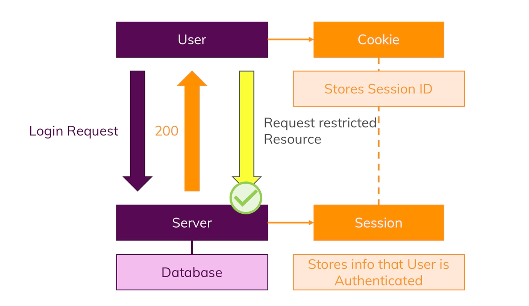 User
Cookie
Stores Session ID
Login Request
200
Request restricted
Resource
Server
Session
Database
Stores info that User is
Authenticated